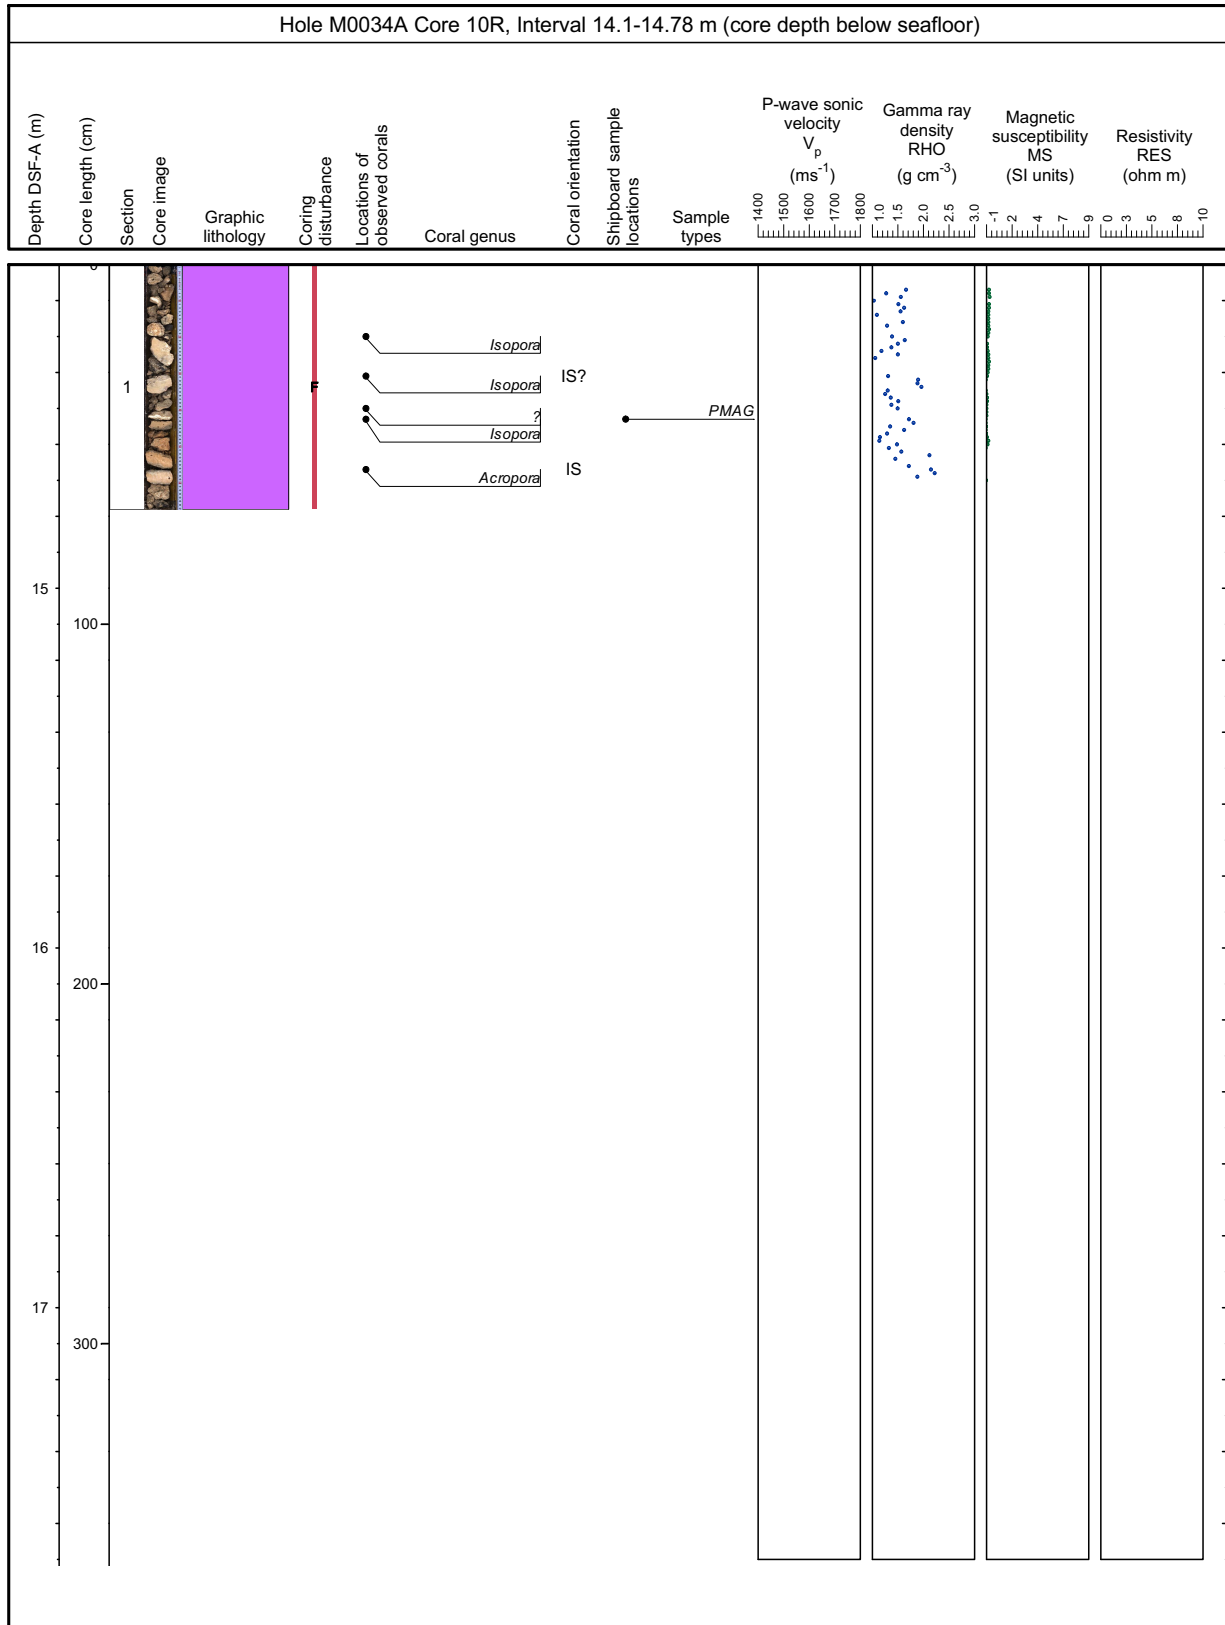 Hole M0034A Core 10R, Interval 14.1-14.78 m (core depth below seafloor)
Depth DSF-A (m)
Core length (cm)
Section
Core image
Graphic
lithology
Coring
disturbance
Locations of
observed corals
Coral genus
Coral orientation
Shipboard sample
locations
Sample
types
P-wave sonic
velocity
Vp
(ms-1)
1400 1500 1600 1700 1800
Gamma ray
density
RHO
(g cm-3)
1.0 1.5 2.0 2.5 3.0
Magnetic
susceptibility
MS
(SI units)
-1 2 4 7 9
Resistivity
RES
(ohm m)
0 3 5 8 10
0
Isopora
1
F
Isopora
IS?
?
PMAG
Isopora
Acropora
IS
15
100
16
200
17
300